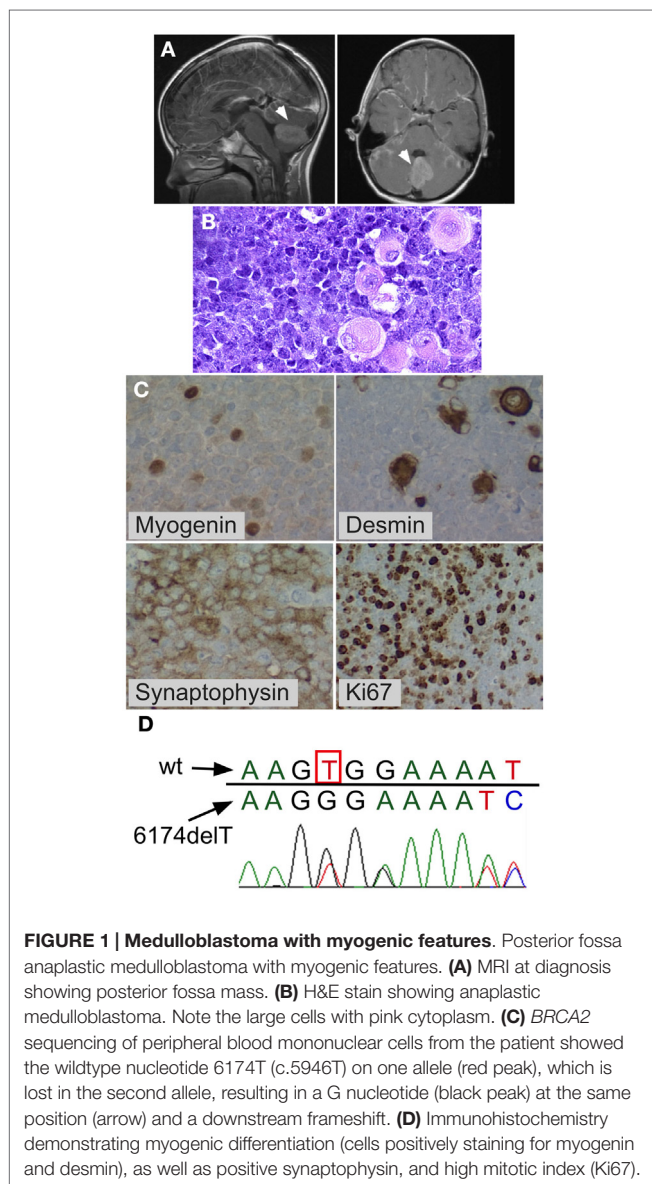 A
B
C
Myogenin
Desmin
Synaptophysin
Ki67
D
wt
A A G T G G A A A A T
A A G G G A A A A T C
6174delT
FIGURE 1 | Medulloblastoma with myogenic features. Posterior fossa
anaplastic medulloblastoma with myogenic features. (A) MRI at diagnosis
showing posterior fossa mass. (B) H&E stain showing anaplastic
medulloblastoma. Note the large cells with pink cytoplasm. (C) BRCA2
sequencing of peripheral blood mononuclear cells from the patient showed
the wildtype nucleotide 6174T (c.5946T) on one allele (red peak), which is
lost in the second allele, resulting in a G nucleotide (black peak) at the same
position (arrow) and a downstream frameshift. (D) Immunohistochemistry
demonstrating myogenic differentiation (cells positively staining for myogenin
and desmin), as well as positive synaptophysin, and high mitotic index (Ki67).